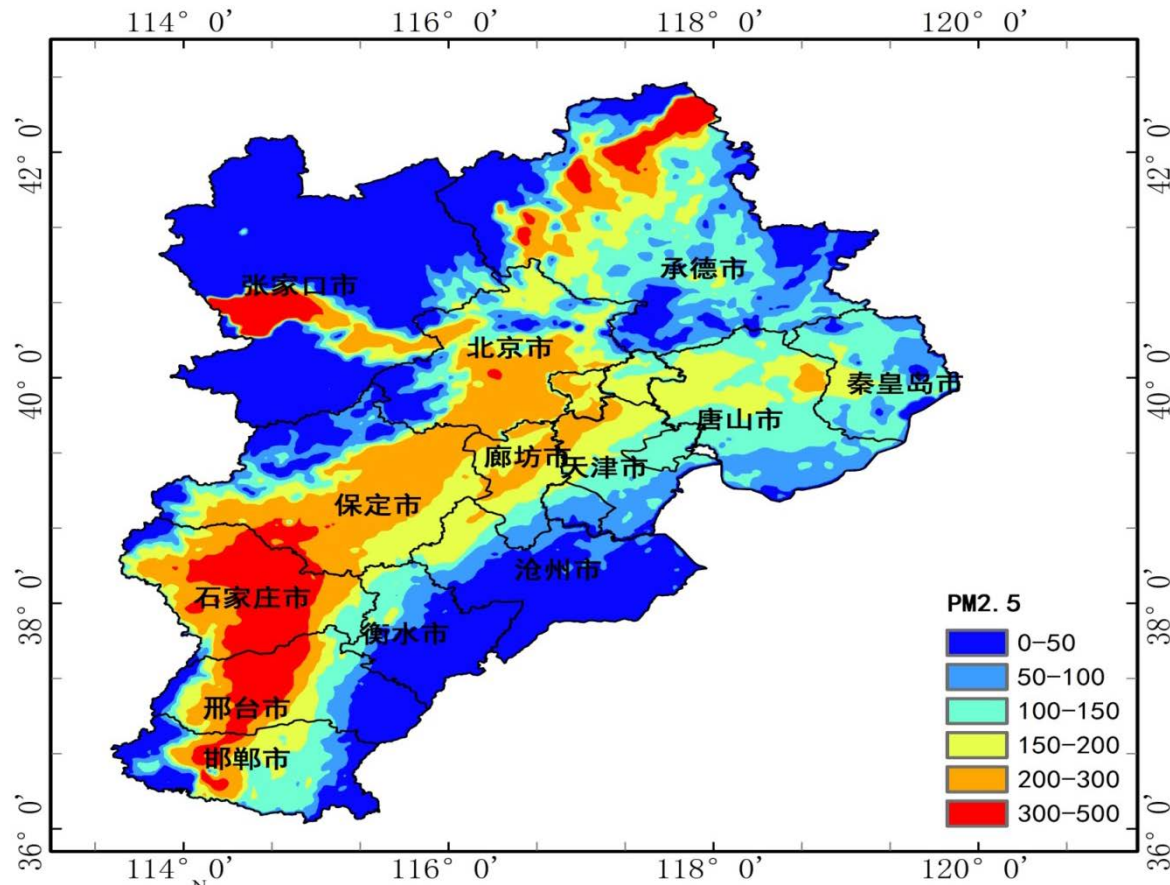 114° 0′ 116° 0′ 118° 0′ 120° 0′
42° 0′
40° 0′
38° 0′
36° 0′
42° 0′
40° 0′
38° 0′
36° 0′
承德市
张家口市
北京市
秦皇岛市
唐山市
廊坊市
天津市
保定市
沧州市
石家庄市
衡水市
邢台市
邯郸市
PM2.5
0-50
50-100
100-150
150-200
200-300
300-500
114° 0′ 116° 0′ 118° 0′ 120° 0′
N